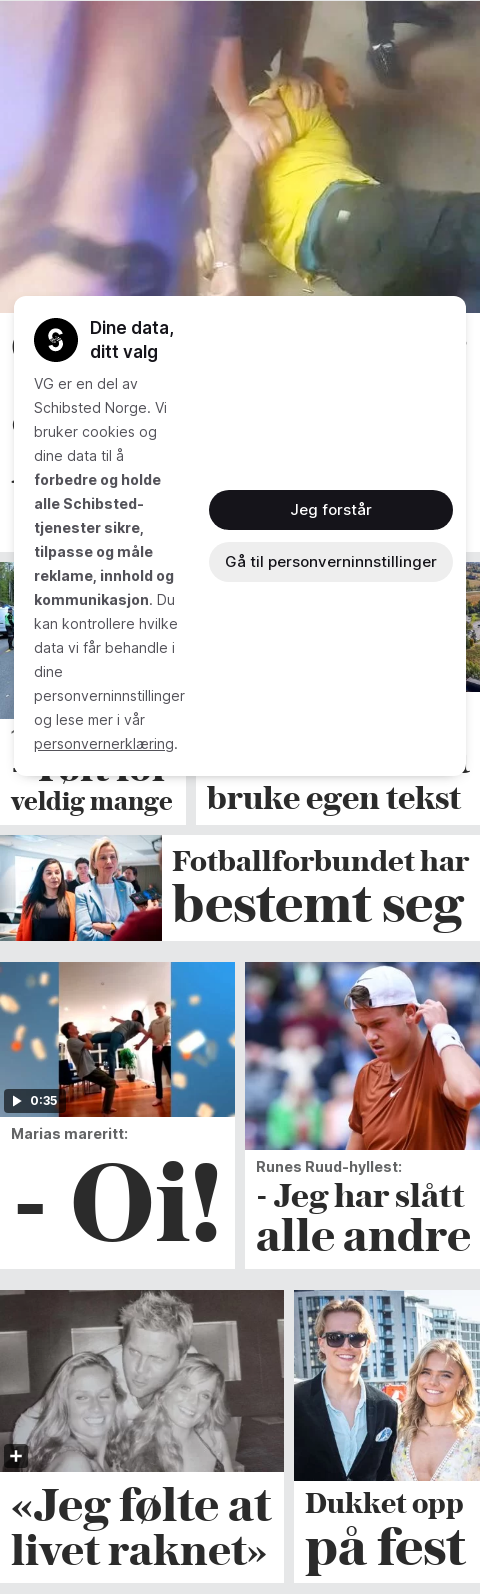 Dine data,
ditt valg
VG er en del av
Schibsted Norge. Vi
bruker cookies og
dine data til å
forbedre og holde
alle Schibsted-
tjenester sikre,
tilpasse og måle
reklame, innhold og
kommunikasjon. Du
kan kontrollere hvilke
data vi får behandle i
dine
personverninnstillinger
og lese mer i vår
personvernerklæring.
Jeg forstår
Gå til personverninnstillinger
veldig mange
bruke egen tekst
Fotballforbundet har
bestemt seg
0:35
Marias mareritt:
- Oi!
Runes Ruud-hyllest:
- Jeg har slått
alle andre
«Jeg følte at
livet raknet»
Dukket opp
på fest